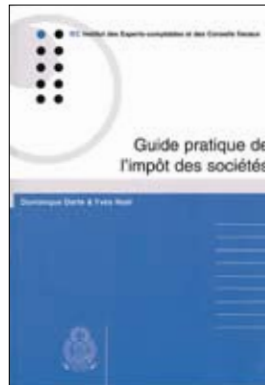 IEC Institut des Experts-comptables et des Conseils fiscaux
Guide pratique de
l'impôt des sociétés
Dominique Darte & Yves Noël